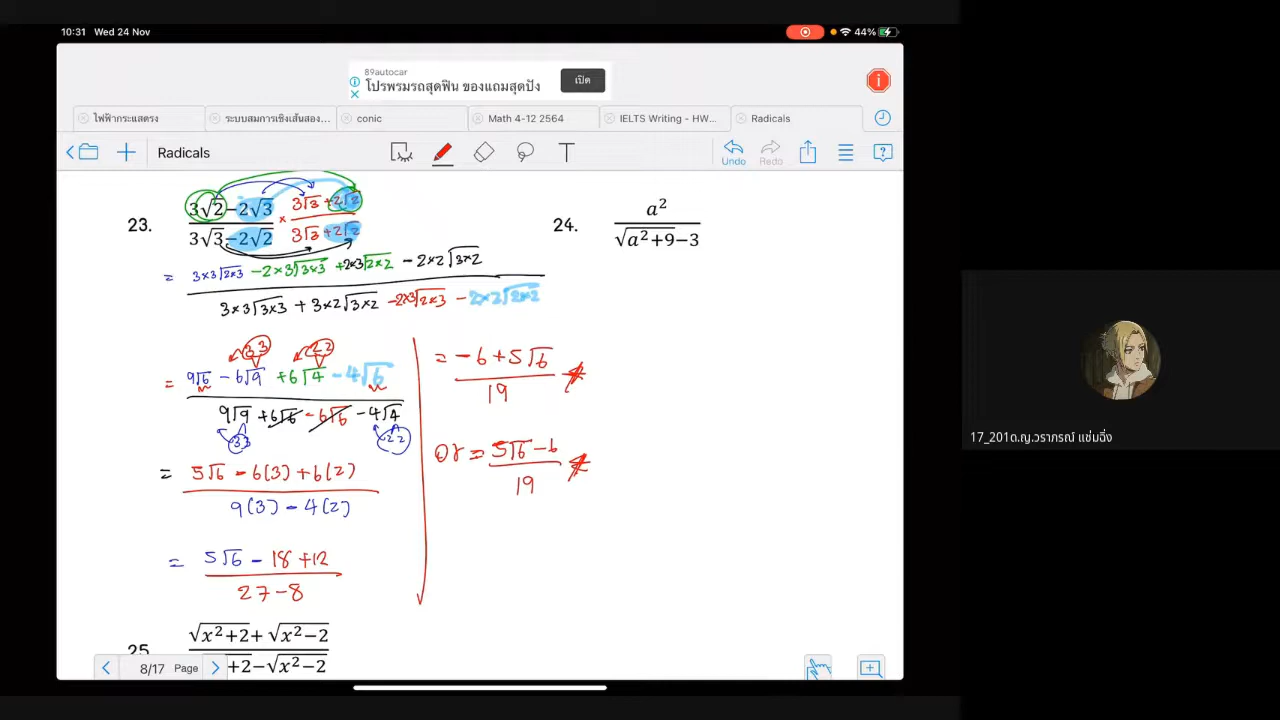 10:31 Wed 24 Nov
44%
89autocar
โปรพรมรถสุดฟิน ของแถมสุดปัง
เปิด
ไฟฟ้ากระแสตรง
ระบบสมการเชิงเส้นสอง...
conic
Math 4-12 2564
IELTS Writing - HW...
Radicals
Radicals
Undo
Redo
23. (3√2−2√3)/(3√3−2√2) × (3√3+2√2)/(3√3+2√2)
= (3×3√2×3 −2×3√3×3 +2×3√2×2 −2×2√3×2)/(3×3√3×3 + 3×2√3×2 −2×3√2×3 −2×2√2×2)
= (9√6 − 6√9 + 6√4 − 4√6)/(9√9 + 6√6 − 6√6 − 4√4)
= (5√6 − 6(3) + 6(2))/(9(3) − 4(2))
= (5√6 − 18 + 12)/(27 − 8)
= (−6 + 5√6)/19
or = (5√6 − 6)/19
24. a²/(√a²+9−3)
25. (√x²+2 + √x²−2)/(+2 − √x²−2)
8/17 Page
17_201ด.ญ.วราภรณ์ แช่มฉิ่ง